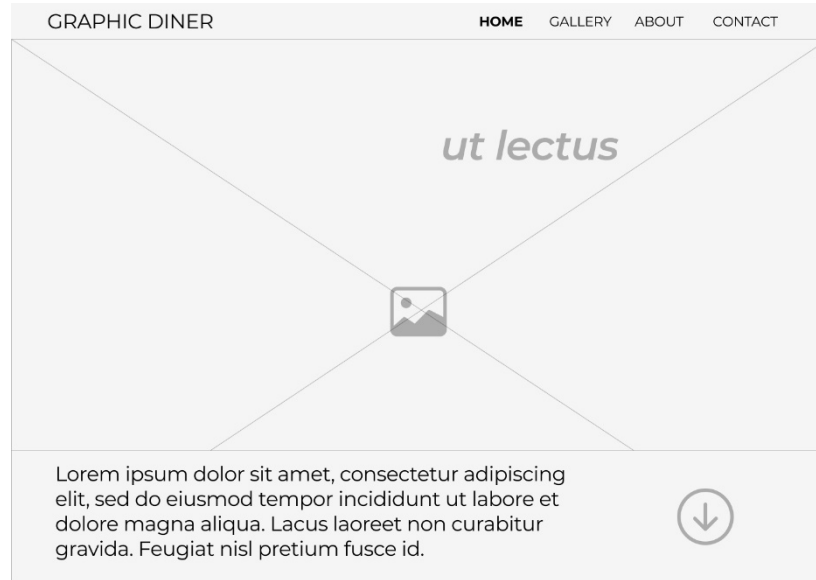 GRAPHIC DINER
HOME GALLERY ABOUT CONTACT
ut lectus
Lorem ipsum dolor sit amet, consectetur adipiscing
elit, sed do eiusmod tempor incididunt ut labore et
dolore magna aliqua. Lacus laoreet non curabitur
gravida. Feugiat nisl pretium fusce id.